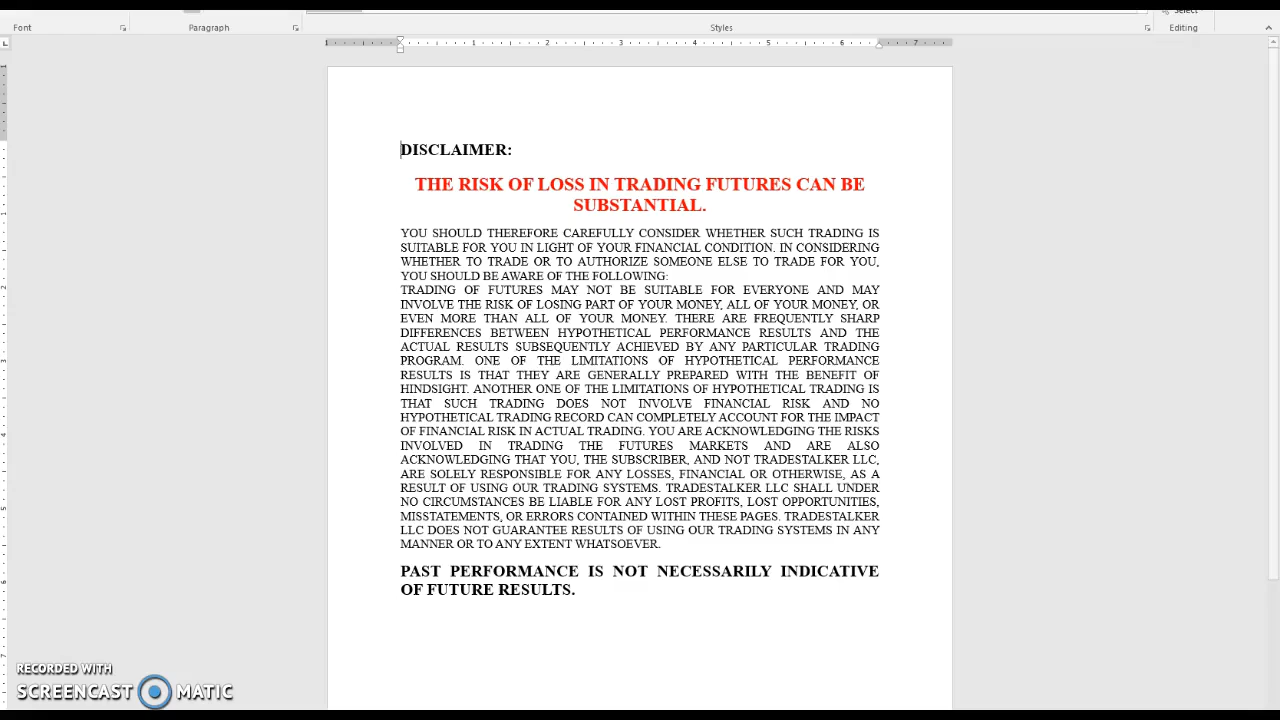 Select
Font Paragraph Styles Editing
1 1 2 3 4 5 6 7
DISCLAIMER:
THE RISK OF LOSS IN TRADING FUTURES CAN BE
SUBSTANTIAL.
YOU SHOULD THEREFORE CAREFULLY CONSIDER WHETHER SUCH TRADING IS
SUITABLE FOR YOU IN LIGHT OF YOUR FINANCIAL CONDITION. IN CONSIDERING
WHETHER TO TRADE OR TO AUTHORIZE SOMEONE ELSE TO TRADE FOR YOU,
YOU SHOULD BE AWARE OF THE FOLLOWING:
TRADING OF FUTURES MAY NOT BE SUITABLE FOR EVERYONE AND MAY
INVOLVE THE RISK OF LOSING PART OF YOUR MONEY, ALL OF YOUR MONEY, OR
EVEN MORE THAN ALL OF YOUR MONEY. THERE ARE FREQUENTLY SHARP
DIFFERENCES BETWEEN HYPOTHETICAL PERFORMANCE RESULTS AND THE
ACTUAL RESULTS SUBSEQUENTLY ACHIEVED BY ANY PARTICULAR TRADING
PROGRAM. ONE OF THE LIMITATIONS OF HYPOTHETICAL PERFORMANCE
RESULTS IS THAT THEY ARE GENERALLY PREPARED WITH THE BENEFIT OF
HINDSIGHT. ANOTHER ONE OF THE LIMITATIONS OF HYPOTHETICAL TRADING IS
THAT SUCH TRADING DOES NOT INVOLVE FINANCIAL RISK AND NO
HYPOTHETICAL TRADING RECORD CAN COMPLETELY ACCOUNT FOR THE IMPACT
OF FINANCIAL RISK IN ACTUAL TRADING. YOU ARE ACKNOWLEDGING THE RISKS
INVOLVED IN TRADING THE FUTURES MARKETS AND ARE ALSO
ACKNOWLEDGING THAT YOU, THE SUBSCRIBER, AND NOT TRADESTALKER LLC,
ARE SOLELY RESPONSIBLE FOR ANY LOSSES, FINANCIAL OR OTHERWISE, AS A
RESULT OF USING OUR TRADING SYSTEMS. TRADESTALKER LLC SHALL UNDER
NO CIRCUMSTANCES BE LIABLE FOR ANY LOST PROFITS, LOST OPPORTUNITIES,
MISSTATEMENTS, OR ERRORS CONTAINED WITHIN THESE PAGES. TRADESTALKER
LLC DOES NOT GUARANTEE RESULTS OF USING OUR TRADING SYSTEMS IN ANY
MANNER OR TO ANY EXTENT WHATSOEVER.
PAST PERFORMANCE IS NOT NECESSARILY INDICATIVE
OF FUTURE RESULTS.
RECORDED WITH
SCREENCAST MATIC